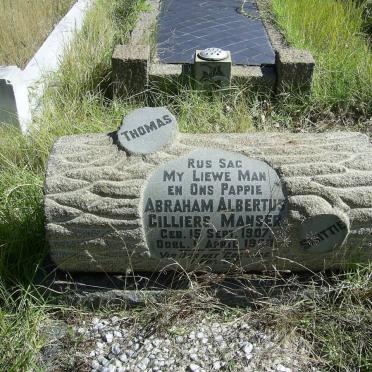 THOMAS
RUS SAG
MY LIEWE MAN
EN ONS PAPPIE
ABRAHAM ALBERTUS
CILLIERS MANSER
GEB. 15 SEPT. 1907
OORL. APRIL
SKITTIE